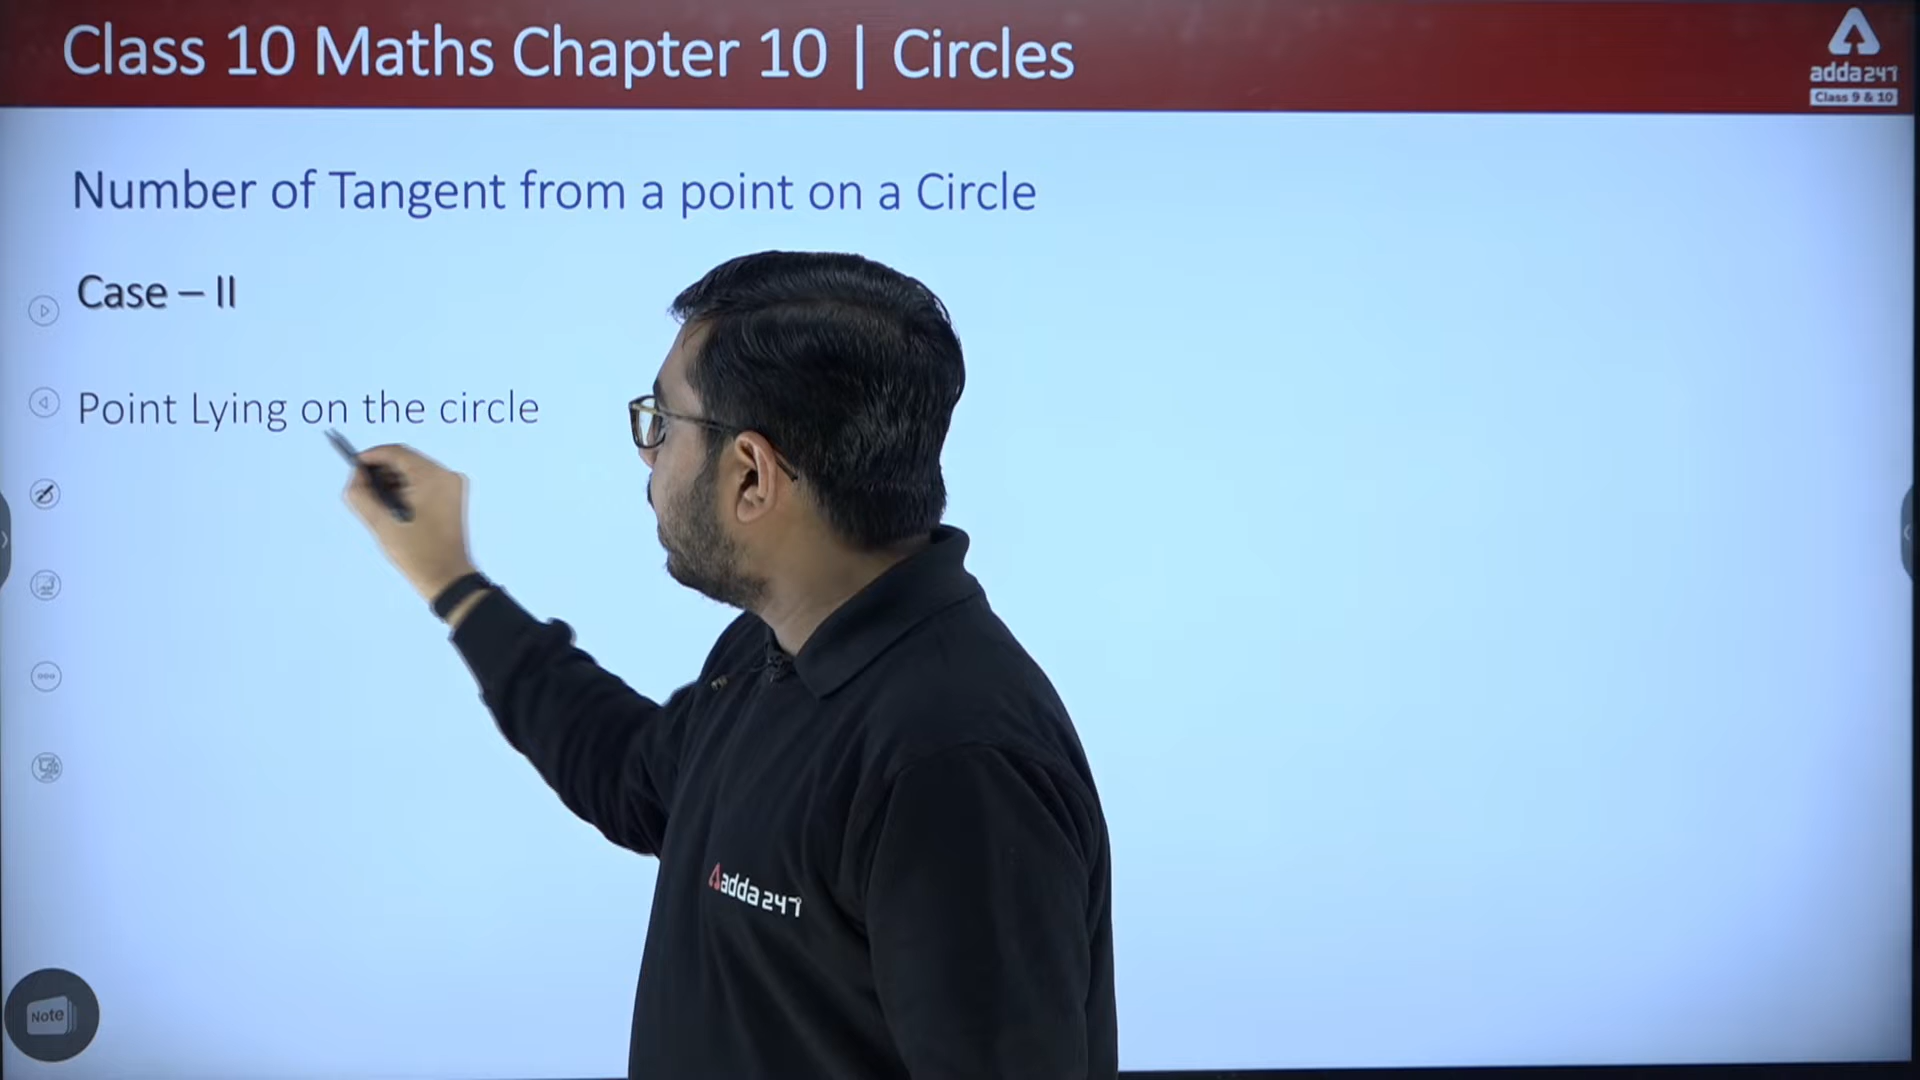 Class 10 Maths Chapter 10 | Circles
adda247
Class 9 & 10
Number of Tangent from a point on a Circle
Case – II
Point Lying on the circle
adda247
Note